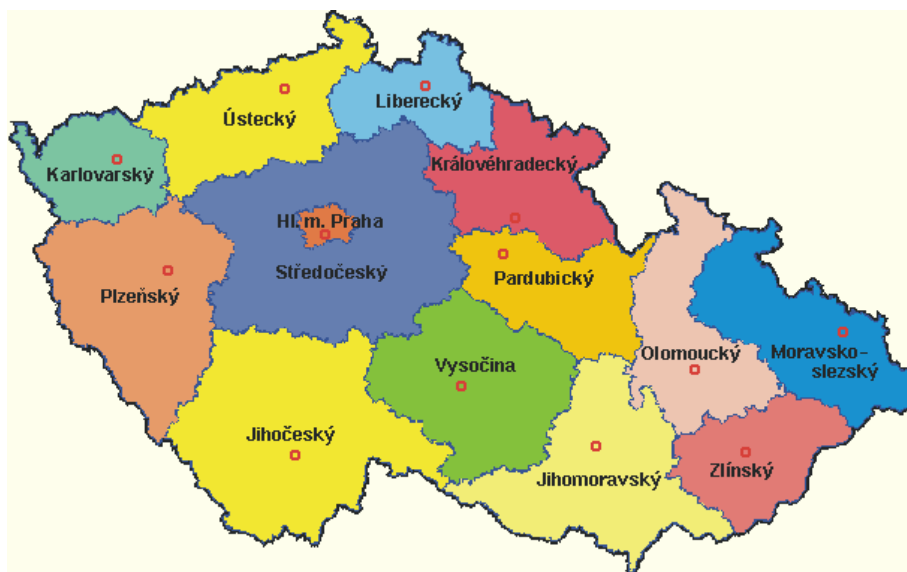 Liberecký
Ústecký
Královéhradecký
Karlovarský
Hl. m. Praha
Středočeský
Pardubický
Plzeňský
Olomoucký
Moravsko-
slezský
Vysočina
Jihočeský
Zlínský
Jihomoravský